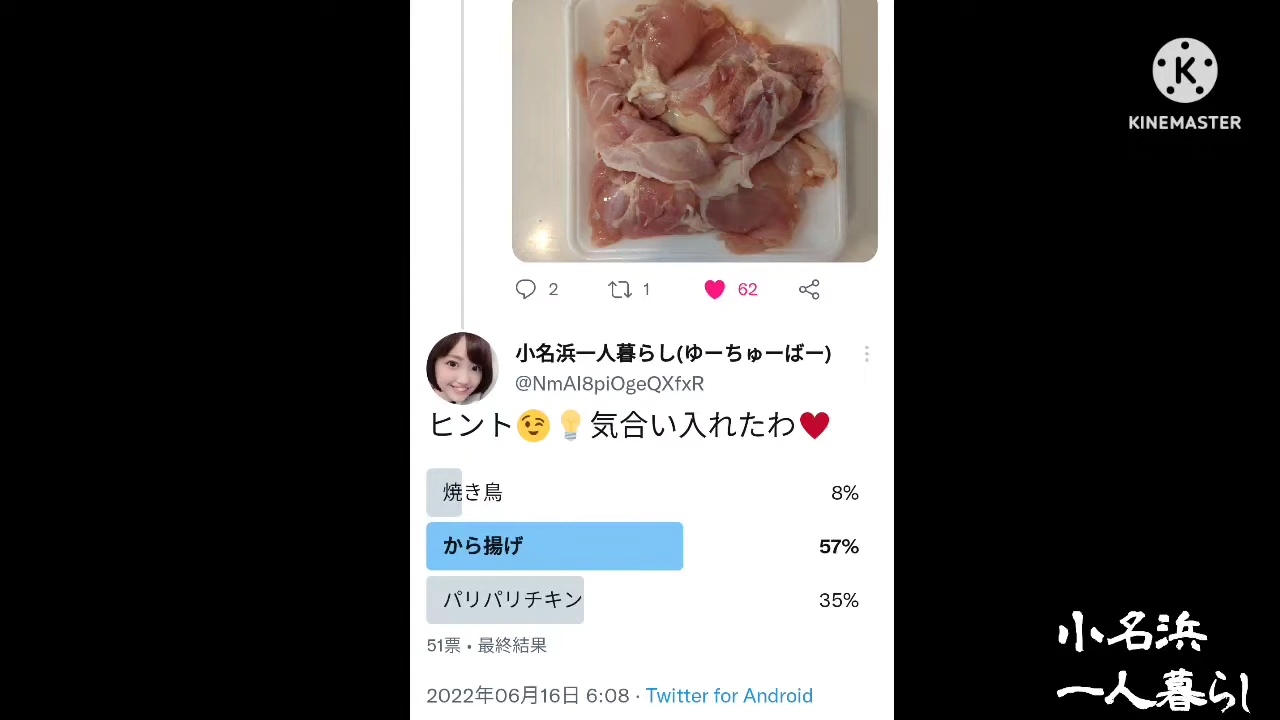 KINEMASTER
2
1
62
小名浜一人暮らし(ゆーちゅーばー)
@NmAl8piOgeQXfxR
ヒント😉💡気合い入れたわ♥
焼き鳥 8%
から揚げ 57%
パリパリチキン 35%
51票・最終結果
2022年06月16日 6:08 · Twitter for Android
小名浜
一人暮らし